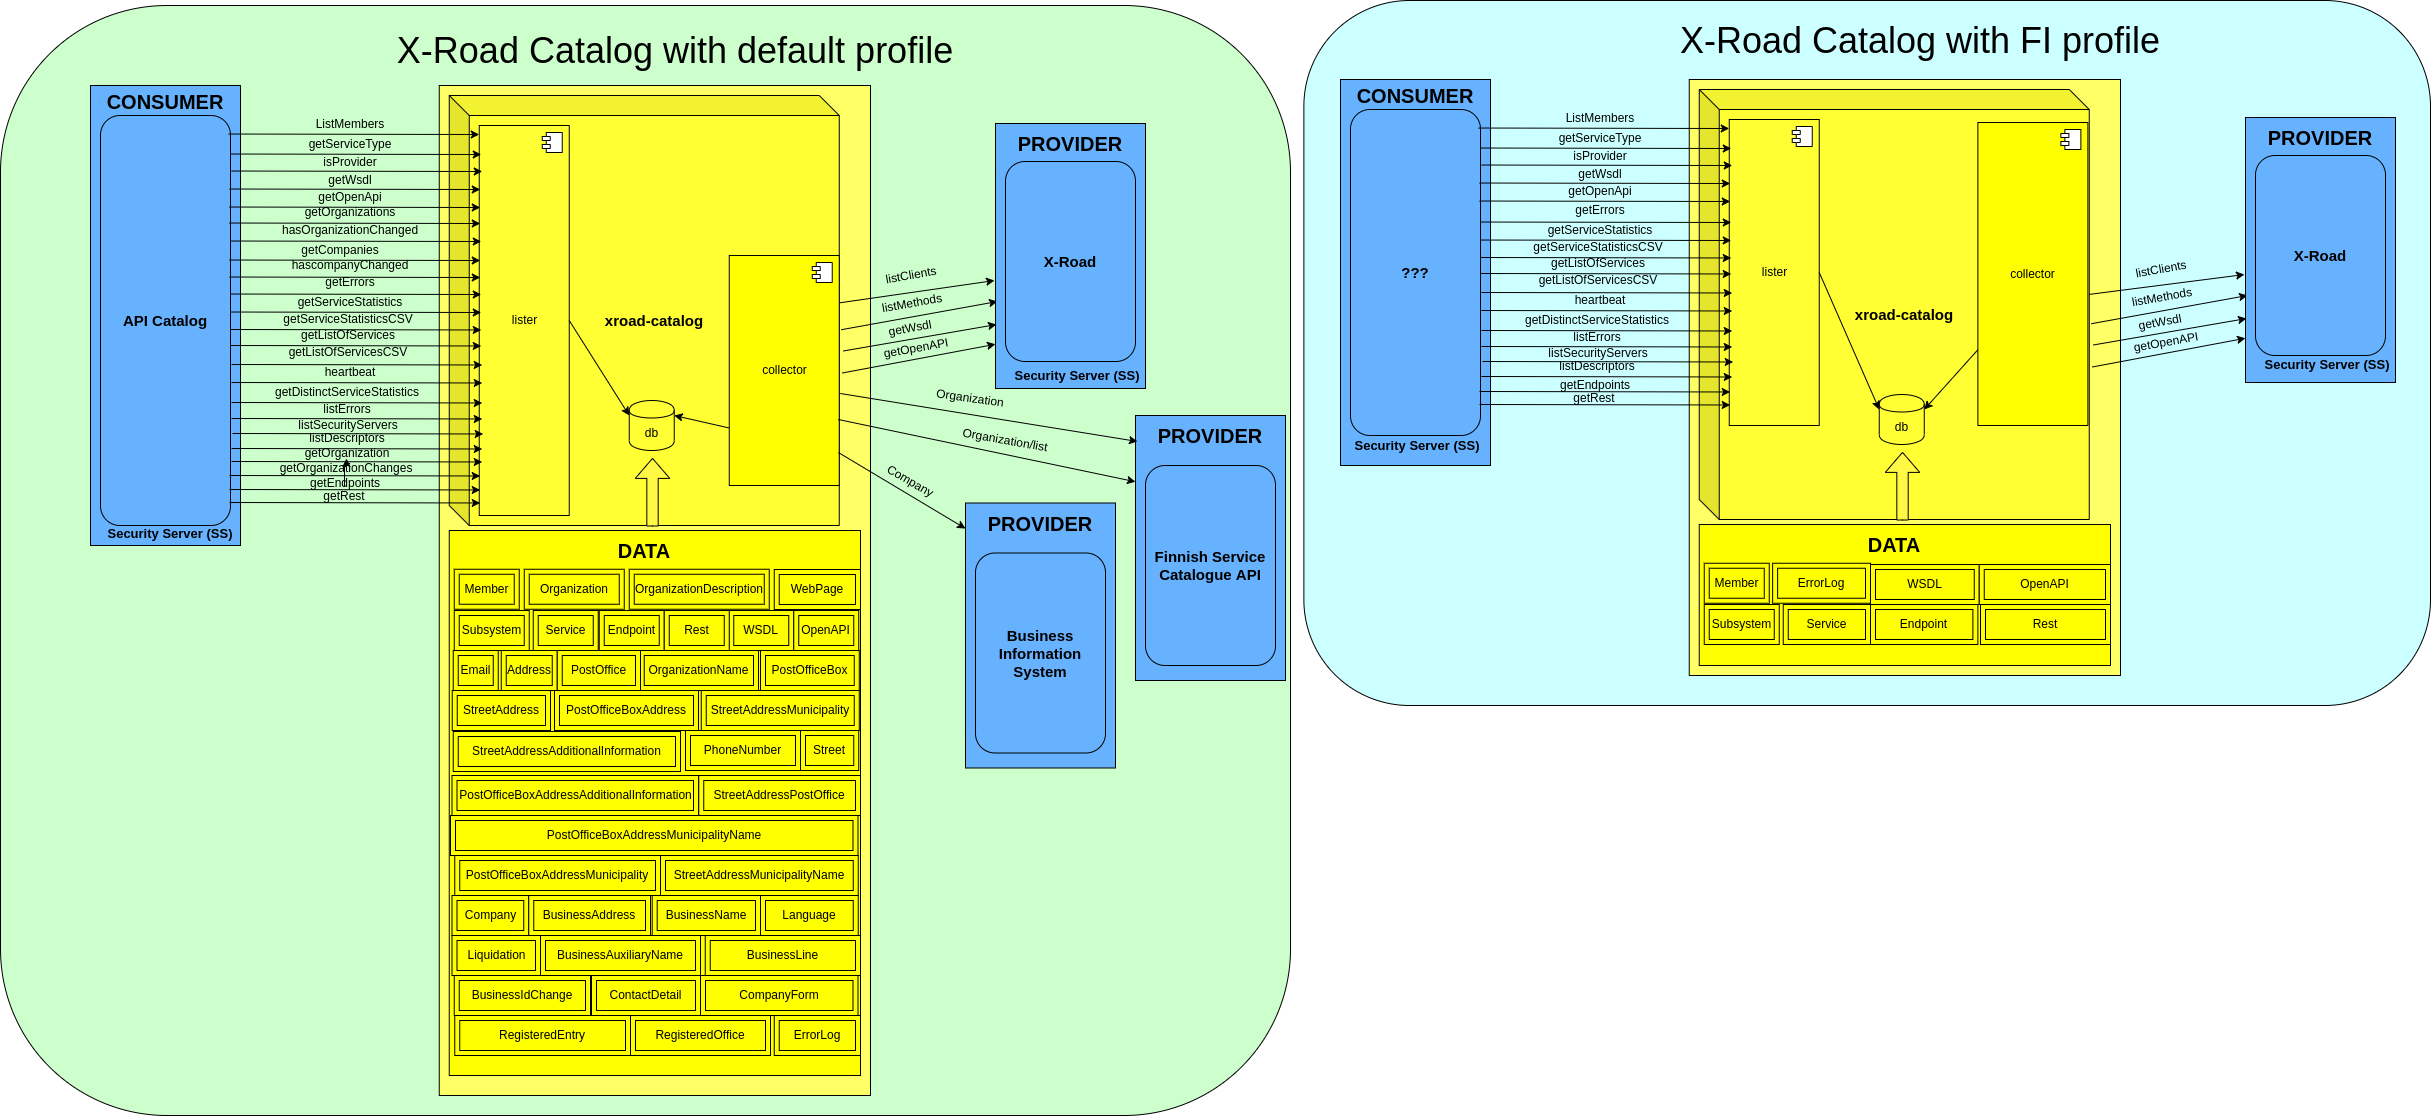 X-Road Catalog with default profile
CONSUMER
API Catalog
Security Server (SS)
ListMembers
getServiceType
isProvider
getWsdl
getOpenApi
getOrganizations
hasOrganizationChanged
getCompanies
hascompanyChanged
getErrors
getServiceStatistics
getServiceStatisticsCSV
getListOfServices
getListOfServicesCSV
heartbeat
getDistinctServiceStatistics
listErrors
listSecurityServers
listDescriptors
getOrganization
getOrganizationChanges
getEndpoints
getRest
lister
xroad-catalog
collector
db
listClients
listMethods
getWsdl
getOpenAPI
Organization
Organization/list
Company
PROVIDER
X-Road
Security Server (SS)
PROVIDER
Finnish Service
Catalogue API
PROVIDER
Business
Information
System
DATA
Member
Organization
OrganizationDescription
WebPage
Subsystem
Service
Endpoint
Rest
WSDL
OpenAPI
Email
Address
PostOffice
OrganizationName
PostOfficeBox
StreetAddress
PostOfficeBoxAddress
StreetAddressMunicipality
StreetAddressAdditionalInformation
PhoneNumber
Street
PostOfficeBoxAddressAdditionalInformation
StreetAddressPostOffice
PostOfficeBoxAddressMunicipalityName
PostOfficeBoxAddressMunicipality
StreetAddressMunicipalityName
Company
BusinessAddress
BusinessName
Language
Liquidation
BusinessAuxiliaryName
BusinessLine
BusinessIdChange
ContactDetail
CompanyForm
RegisteredEntry
RegisteredOffice
ErrorLog
X-Road Catalog with FI profile
CONSUMER
???
Security Server (SS)
ListMembers
getServiceType
isProvider
getWsdl
getOpenApi
getErrors
getServiceStatistics
getServiceStatisticsCSV
getListOfServices
getListOfServicesCSV
heartbeat
getDistinctServiceStatistics
listErrors
listSecurityServers
listDescriptors
getEndpoints
getRest
lister
xroad-catalog
collector
db
listClients
listMethods
getWsdl
getOpenAPI
PROVIDER
X-Road
Security Server (SS)
DATA
Member
ErrorLog
WSDL
OpenAPI
Subsystem
Service
Endpoint
Rest